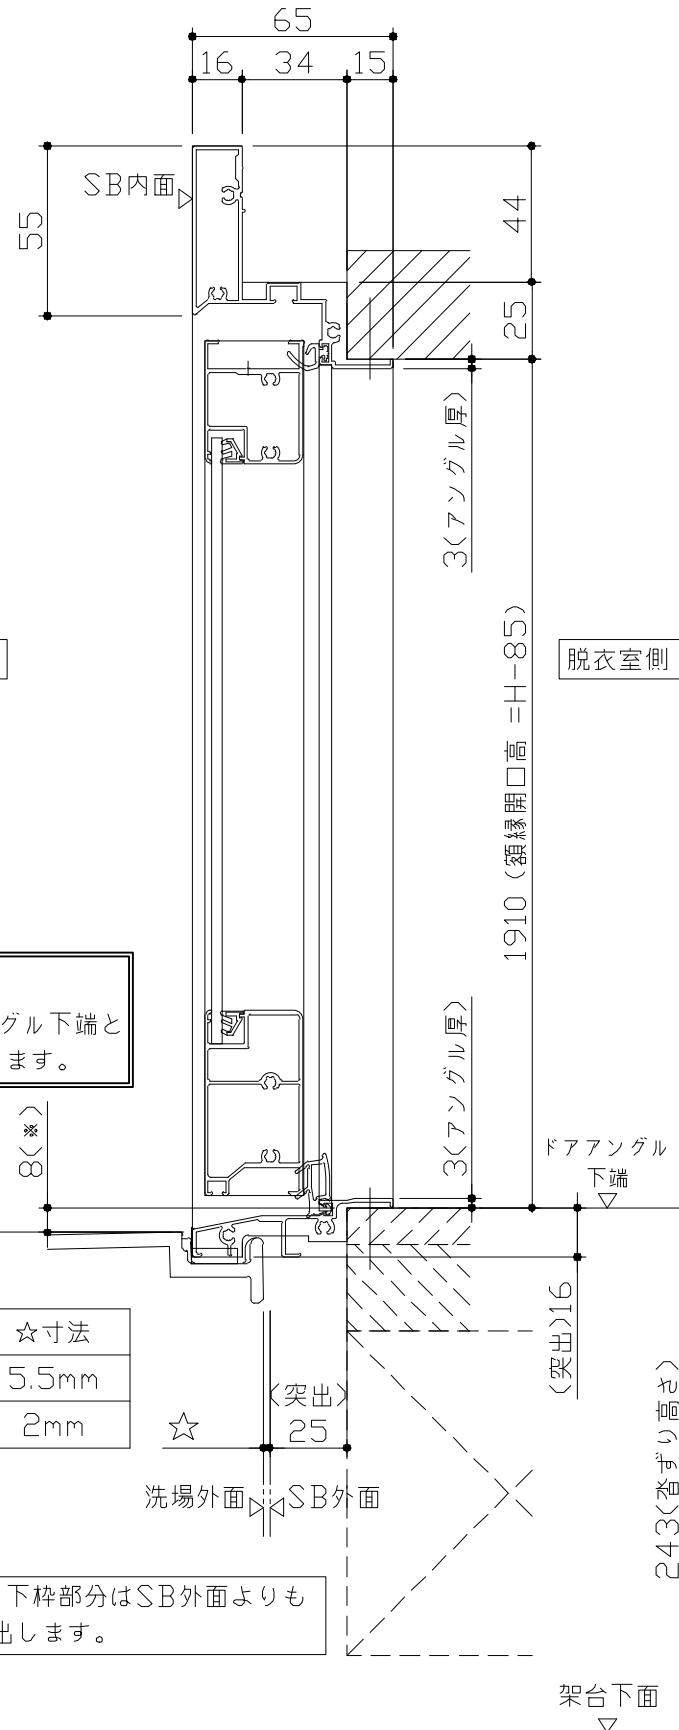 65
16
34
15
SB内面
55
44
25
3(アングル厚)
1910 (額縁開口高 =H-85)
脱衣室側
グル下端と
ます。
8(※)
3(アングル厚)
ドアアングル
下端
(突出)16
☆寸法
5.5mm
2mm
☆
(突出)
25
洗場外面
SB外面
243(沓ずり高さ)
下枠部分はSB外面よりも
出します。
架台下面